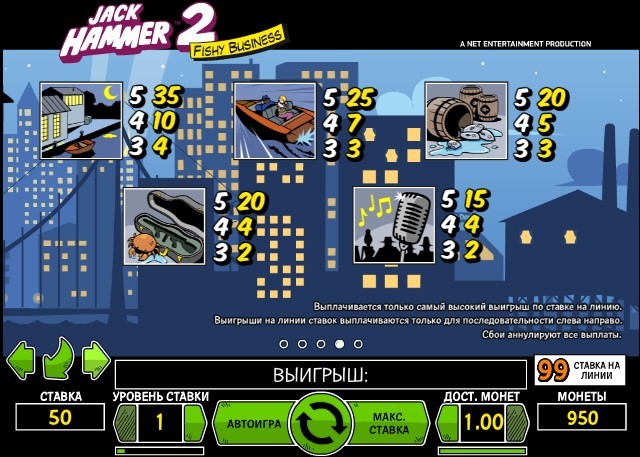 JACK
HAMMER™ 2
FISHY BUSINESS
A NET ENTERTAINMENT PRODUCTION
5 35
4 10
3 4
5 25
4 7
3 3
5 20
4 5
3 3
5 20
4 4
3 2
5 15
4 4
3 2
Выплачивается только самый высокий выигрыш по ставке на линию.
Выигрыши на линии ставок выплачиваются только для последовательности слева направо.
Сбои аннулируют все выплаты.
ВЫИГРЫШ:
99 СТАВКА НА
ЛИНИИ
СТАВКА
50
УРОВЕНЬ СТАВКИ
1
АВТОИГРА
МАКС.
СТАВКА
ДОСТ. МОНЕТ
1.00
МОНЕТЫ
950